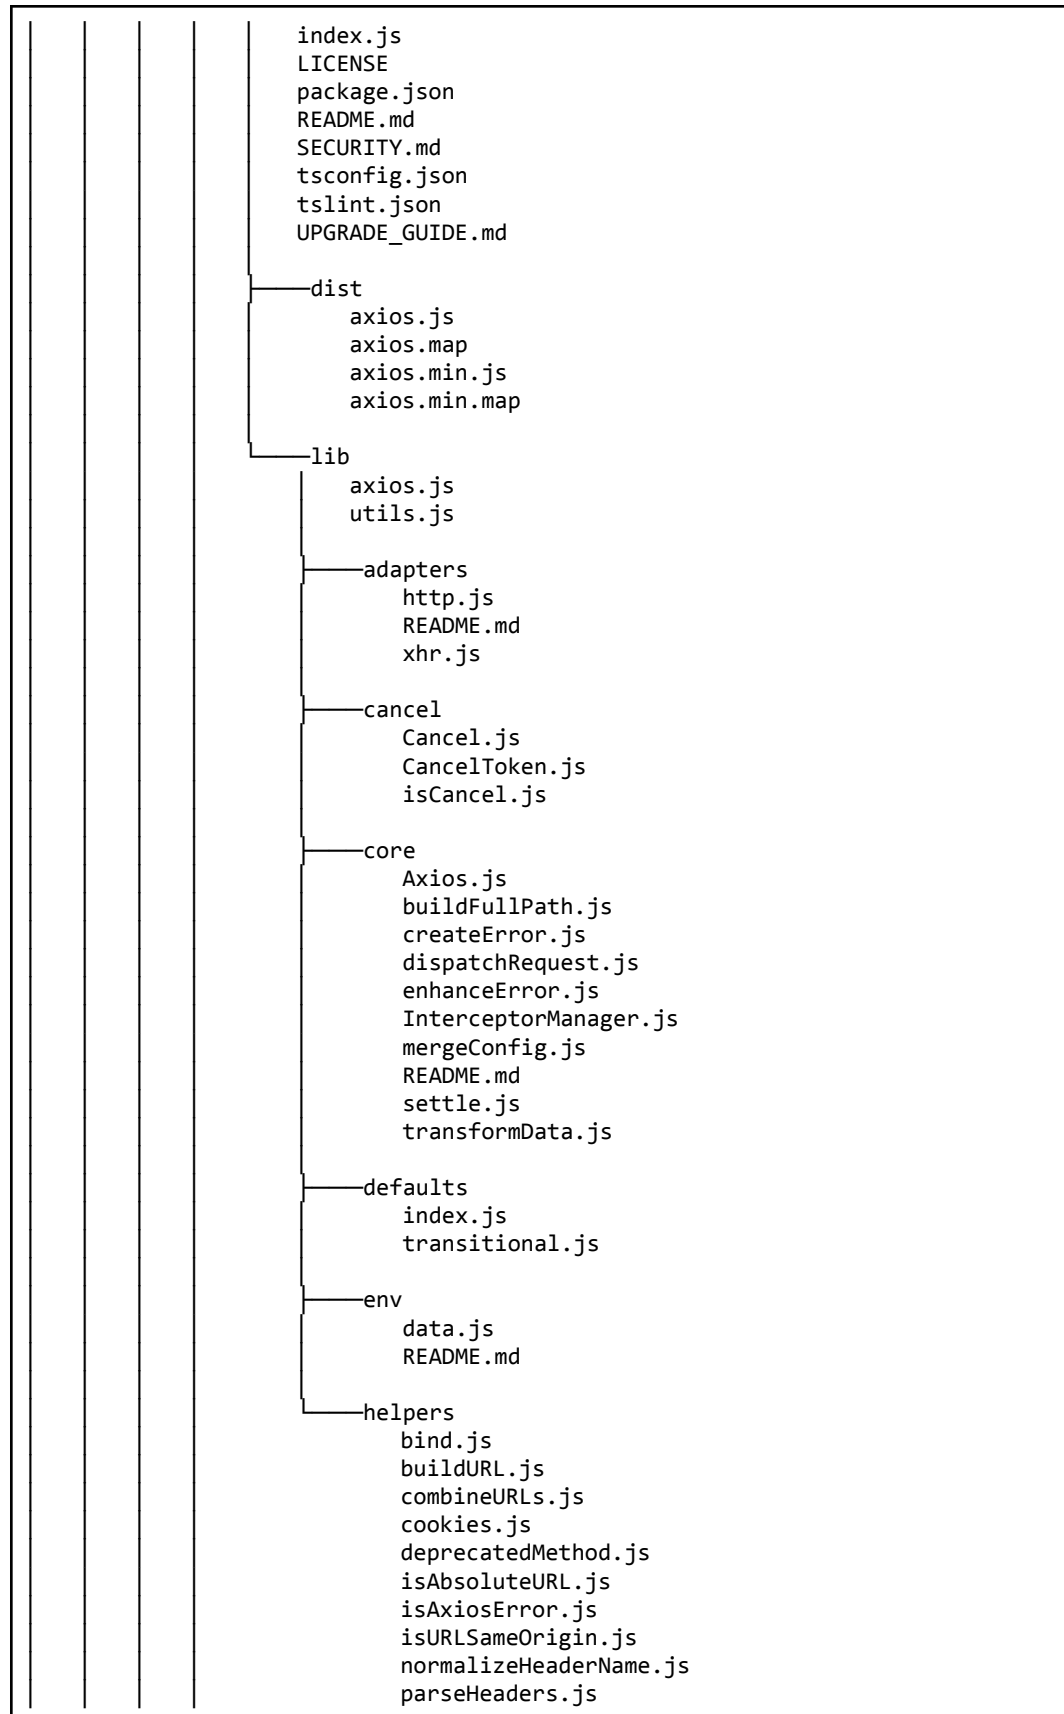 index.js
LICENSE
package.json
README.md
SECURITY.md
tsconfig.json
tslint.json
UPGRADE_GUIDE.md
dist
axios.js
axios.map
axios.min.js
axios.min.map
lib
axios.js
utils.js
adapters
http.js
README.md
xhr.js
cancel
Cancel.js
CancelToken.js
isCancel.js
core
Axios.js
buildFullPath.js
createError.js
dispatchRequest.js
enhanceError.js
InterceptorManager.js
mergeConfig.js
README.md
settle.js
transformData.js
defaults
index.js
transitional.js
env
data.js
README.md
helpers
bind.js
buildURL.js
combineURLs.js
cookies.js
deprecatedMethod.js
isAbsoluteURL.js
isAxiosError.js
isURLSameOrigin.js
normalizeHeaderName.js
parseHeaders.js